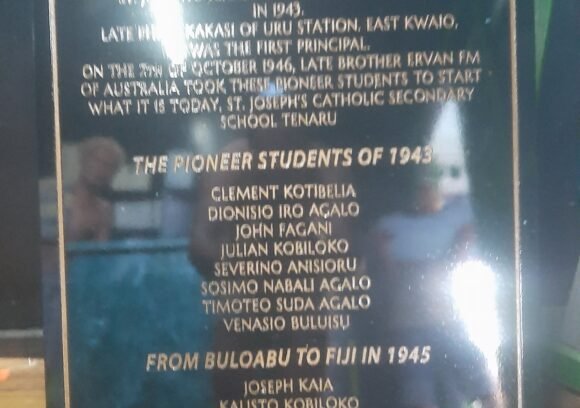 IN 1943.
LATE KAKASI OF URU STATION, EAST KWAIO,
WAS THE FIRST PRINCIPAL.
ON THE 7TH OF OCTOBER 1946, LATE BROTHER ERVAN FM
OF AUSTRALIA TOOK THESE PIONEER STUDENTS TO START
WHAT IT IS TODAY, ST. JOSEPH'S CATHOLIC SECONDARY
SCHOOL TENARU
THE PIONEER STUDENTS OF 1943
CLEMENT KOTIBELIA
DIONISIO IRO AGALO
JOHN FAGANI
JULIAN KOBILOKO
SEVERINO ANISIORU
SOSIMO NABALI AGALO
TIMOTEO SUDA AGALO
VENASIO BULUISU
FROM BULOABU TO FIJI IN 1945
JOSEPH KAIA
KALISTO KOBILOKO